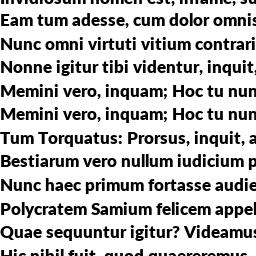 Invidiosum nomen est, infame, su
Eam tum adesse, cum dolor omnis
Nunc omni virtuti vitium contrari
Nonne igitur tibi videntur, inquit,
Memini vero, inquam; Hoc tu nun
Memini vero, inquam; Hoc tu nun
Tum Torquatus: Prorsus, inquit, a
Bestiarum vero nullum iudicium p
Nunc haec primum fortasse audie
Polycratem Samium felicem appel
Quae sequuntur igitur? Videamus
Hic nihil fuit, quod quaereremus.